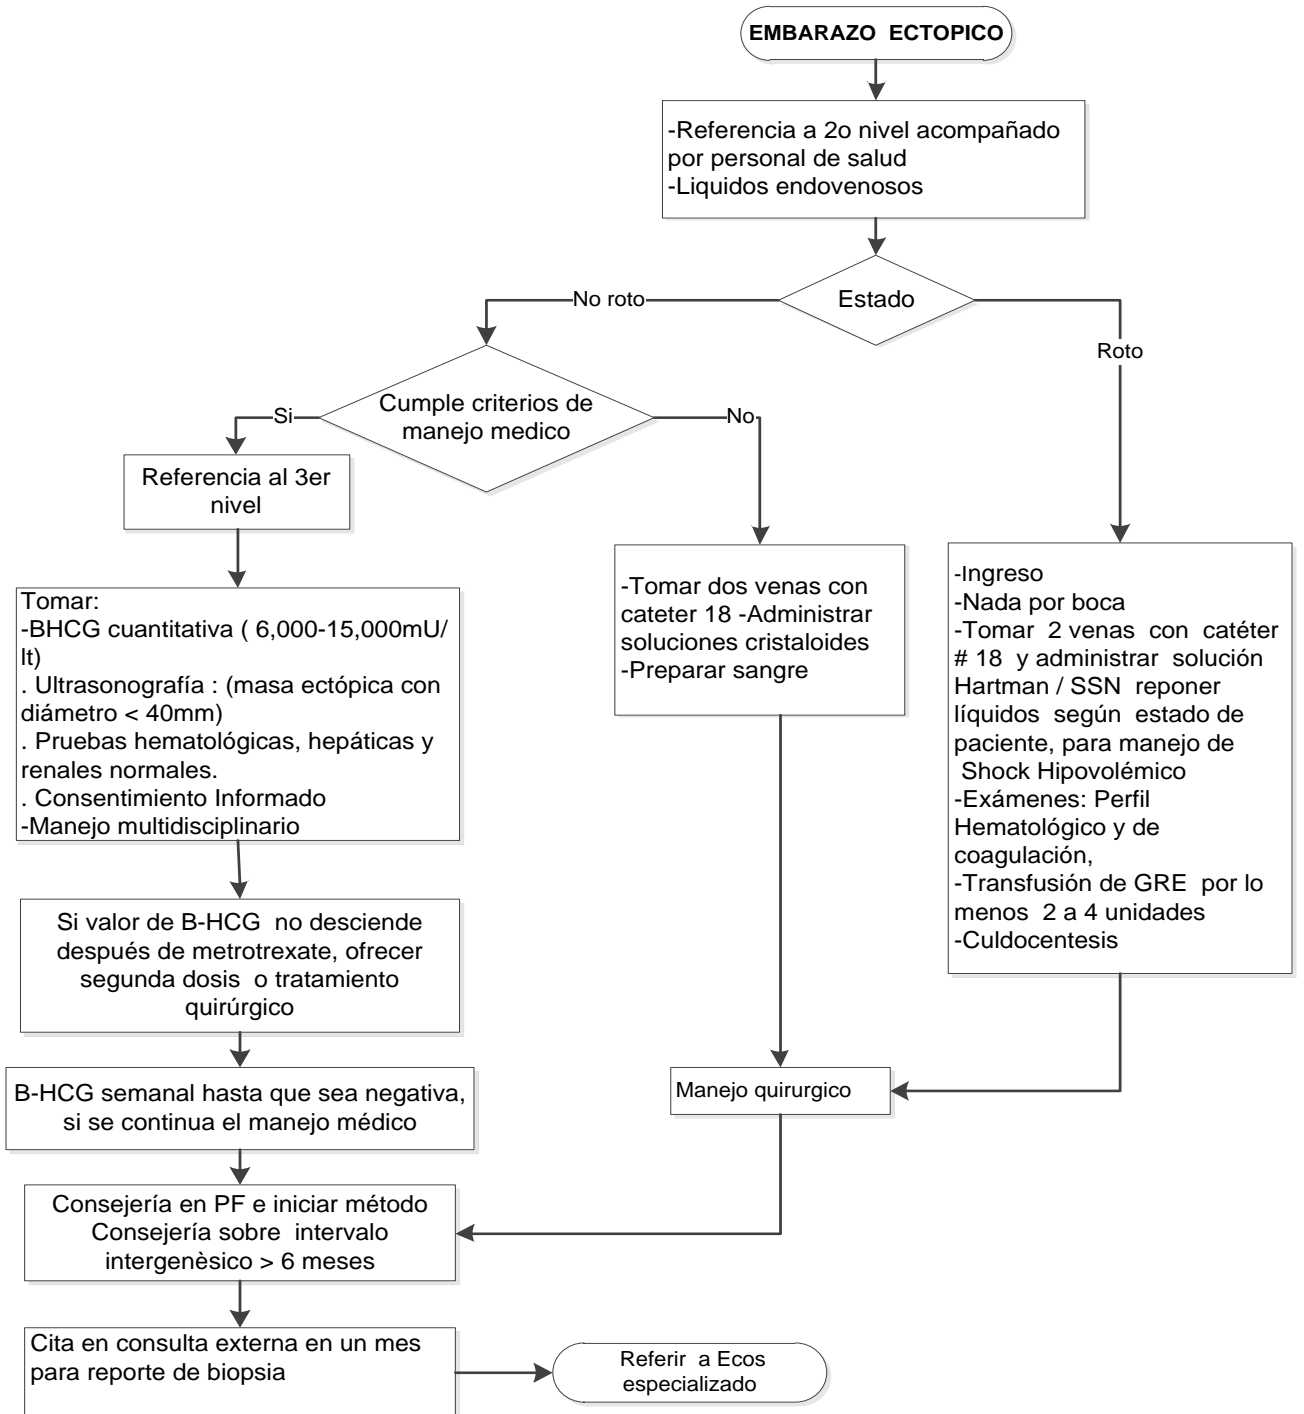 EMBARAZO ECTOPICO
-Referencia a 2o nivel acompañado
por personal de salud
-Liquidos endovenosos
Estado
No roto
Roto
Cumple criterios de
manejo medico
Si
No
Referencia al 3er
nivel
Tomar:
-BHCG cuantitativa ( 6,000-15,000mU/
lt)
. Ultrasonografía : (masa ectópica con
diámetro < 40mm)
. Pruebas hematológicas, hepáticas y
renales normales.
. Consentimiento Informado
-Manejo multidisciplinario
-Tomar dos venas con
cateter 18 -Administrar
soluciones cristaloides
-Preparar sangre
-Ingreso
-Nada por boca
-Tomar 2 venas con catéter
# 18 y administrar solución
Hartman / SSN reponer
líquidos según estado de
paciente, para manejo de
Shock Hipovolémico
-Exámenes: Perfil
Hematológico y de
coagulación,
-Transfusión de GRE por lo
menos 2 a 4 unidades
-Culdocentesis
Si valor de B-HCG no desciende
después de metrotrexate, ofrecer
segunda dosis o tratamiento
quirúrgico
B-HCG semanal hasta que sea negativa,
si se continua el manejo médico
Manejo quirurgico
Consejería en PF e iniciar método
Consejería sobre intervalo
intergenèsico > 6 meses
Cita en consulta externa en un mes
para reporte de biopsia
Referir a Ecos
especializado